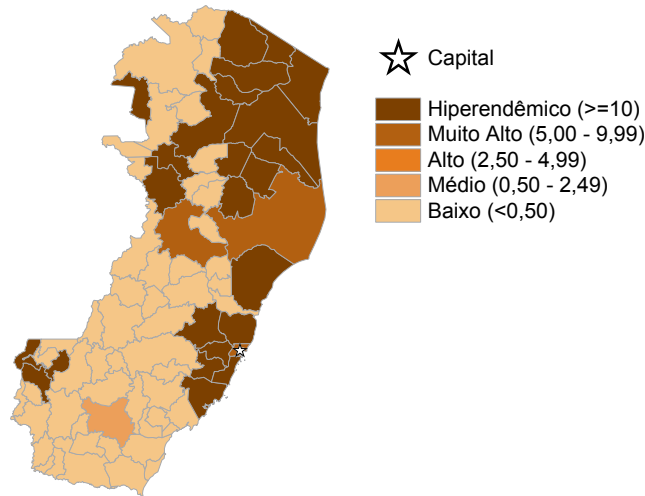 Capital
Hiperendêmico (>=10)
Muito Alto (5,00 - 9,99)
Alto (2,50 - 4,99)
Médio (0,50 - 2,49)
Baixo (<0,50)